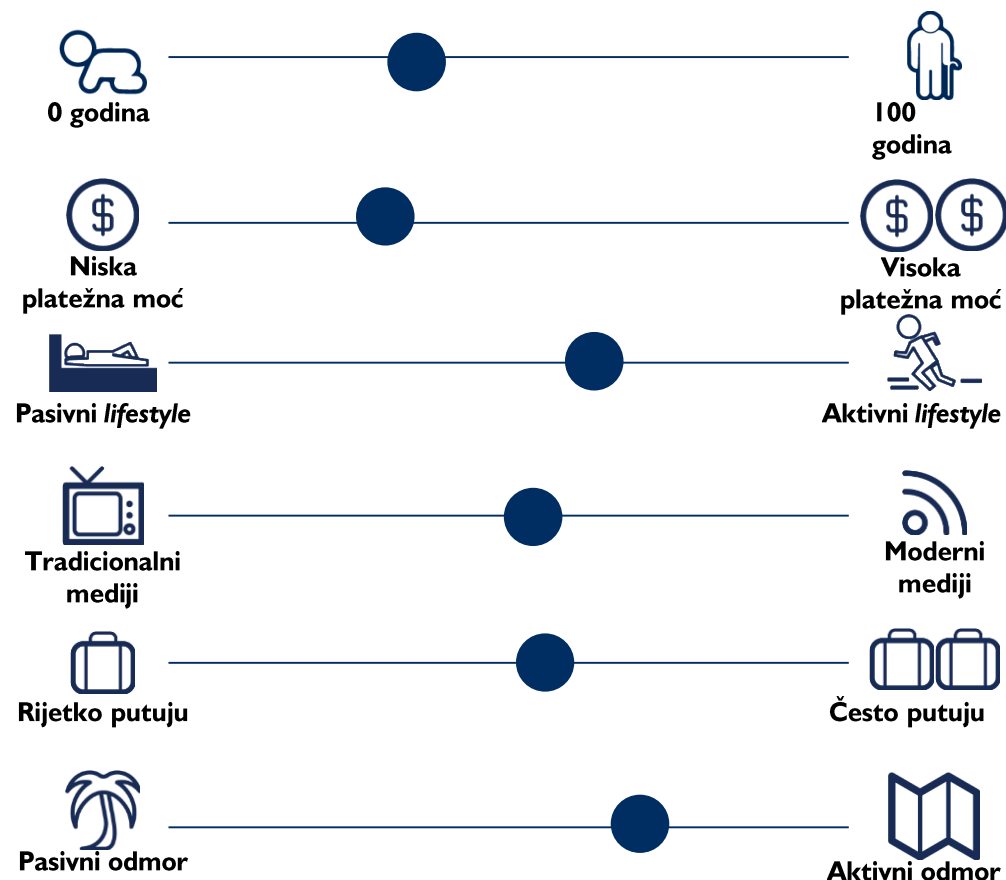 0 godina
100
godina
$
$ $
Niska
platežna moć
Visoka
platežna moć
Pasivni lifestyle
Aktivni lifestyle
Tradicionalni
mediji
Moderni
mediji
Rijetko putuju
Često putuju
Pasivni odmor
Aktivni odmor